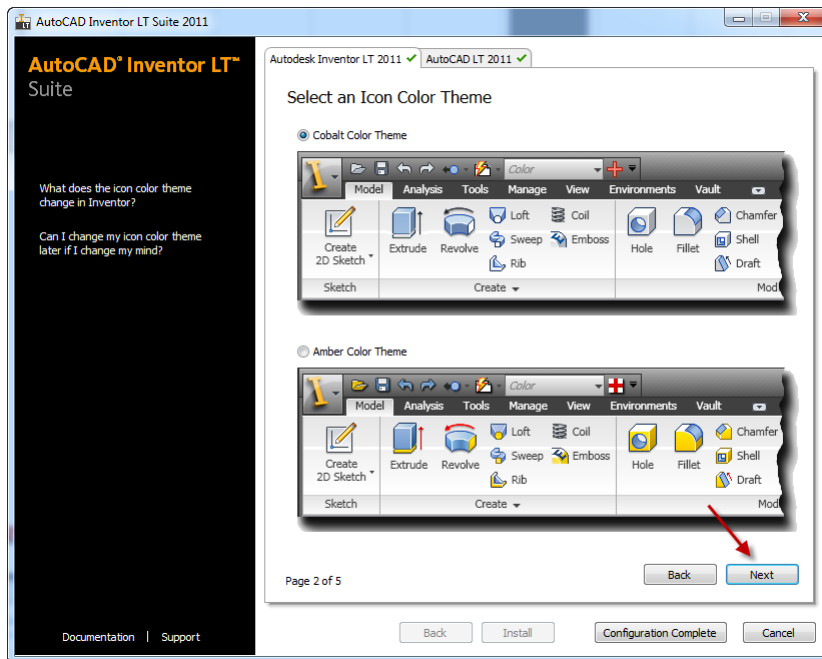 AutoCAD Inventor LT Suite 2011
AutoCAD® Inventor LT™
Suite
What does the icon color theme
change in Inventor?
Can I change my icon color theme
later if I change my mind?
Documentation | Support
Autodesk Inventor LT 2011 AutoCAD LT 2011
Select an Icon Color Theme
Cobalt Color Theme
Color
Model Analysis Tools Manage View Environments Vault
Create
2D Sketch
Extrude
Revolve
Loft
Sweep
Rib
Coil
Emboss
Hole
Fillet
Chamfer
Shell
Draft
Sketch Create Mod
Amber Color Theme
Color
Model Analysis Tools Manage View Environments Vault
Create
2D Sketch
Extrude
Revolve
Loft
Sweep
Rib
Coil
Emboss
Hole
Fillet
Chamfer
Shell
Draft
Sketch Create Mod
Page 2 of 5
Back Next
Back Install Configuration Complete Cancel